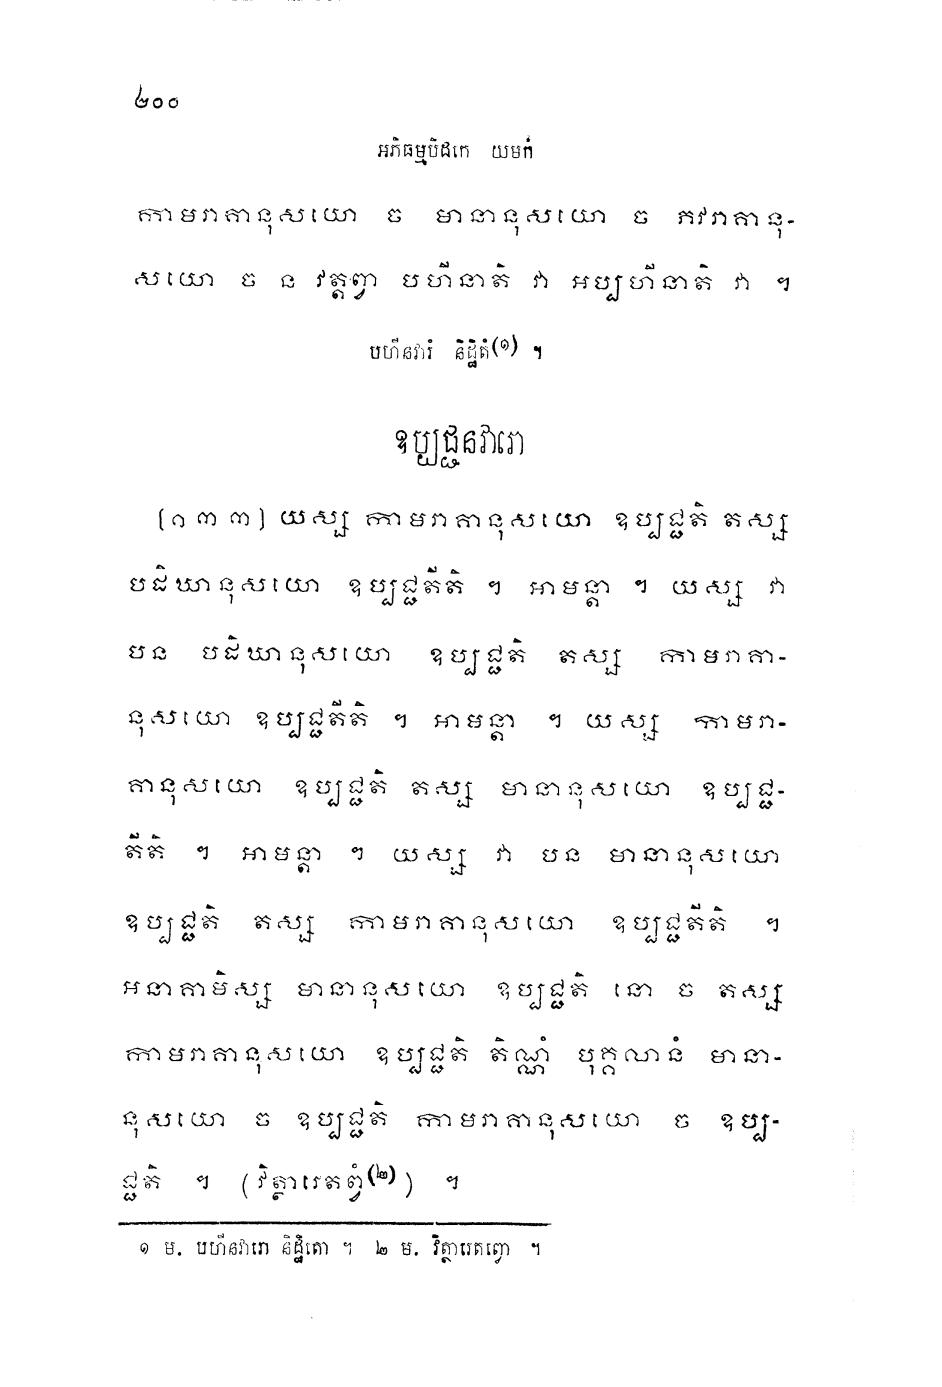 ៤០០
អភិធម្មបិដកេ យមកំ
កាមរាគានុសយោ ច មានានុសយោ ច ភវរាគានុ-
សយោ ច ន វត្តព្វា បហីនាតិ វា អប្បហីនាតិ វា ។
បហីនវារំ និដ្ឋិតំ(១) ។
ឧប្បជ្ជនវារោ
(១៣៣) យស្ស កាមរាគានុសយោ ឧប្បជ្ជតិ តស្ស
បដិឃានុសយោ ឧប្បជ្ជតីតិ ។ អាមន្តា ។ យស្ស វា
បន បដិឃានុសយោ ឧប្បជ្ជតិ តស្ស កាមរាគា-
នុសយោ ឧប្បជ្ជតីតិ ។ អាមន្តា ។ យស្ស កាមរា-
គានុសយោ ឧប្បជ្ជតិ តស្ស មានានុសយោ ឧប្បជ្ជ-
តីតិ ។ អាមន្តា ។ យស្ស វា បន មានានុសយោ
ឧប្បជ្ជតិ តស្ស កាមរាគានុសយោ ឧប្បជ្ជតីតិ ។
អនាគាមិស្ស មានានុសយោ ឧប្បជ្ជតិ នោ ច តស្ស
កាមរាគានុសយោ ឧប្បជ្ជតិ តិណ្ណំ បុគ្គលានំ មានា-
នុសយោ ច ឧប្បជ្ជតិ កាមរាគានុសយោ ច ឧប្ប-
ជ្ជតិ ។ (វិត្ថារេតព្វំ(២)) ។
១ ម. បហីនវារោ និដ្ឋិតោ ។ ២ ម. វិត្ថារេតព្វោ ។